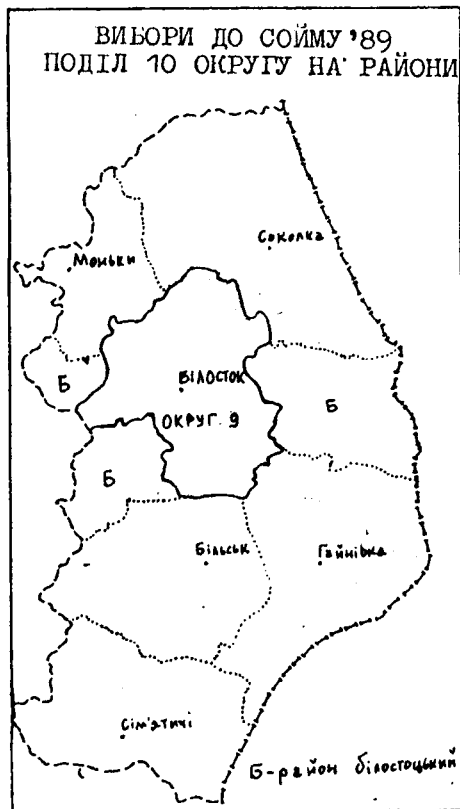 ВИБОРИ ДО СОЙМУ '89
ПОДІЛ 10 ОКРУГУ НА РАЙОНИ
Соколка
Моньки
Б
БІЛОСТОК
Б
ОКРУГ 9
Б
Більськ
Гайнівка
Сім'ятичі
Б-район білостоцький